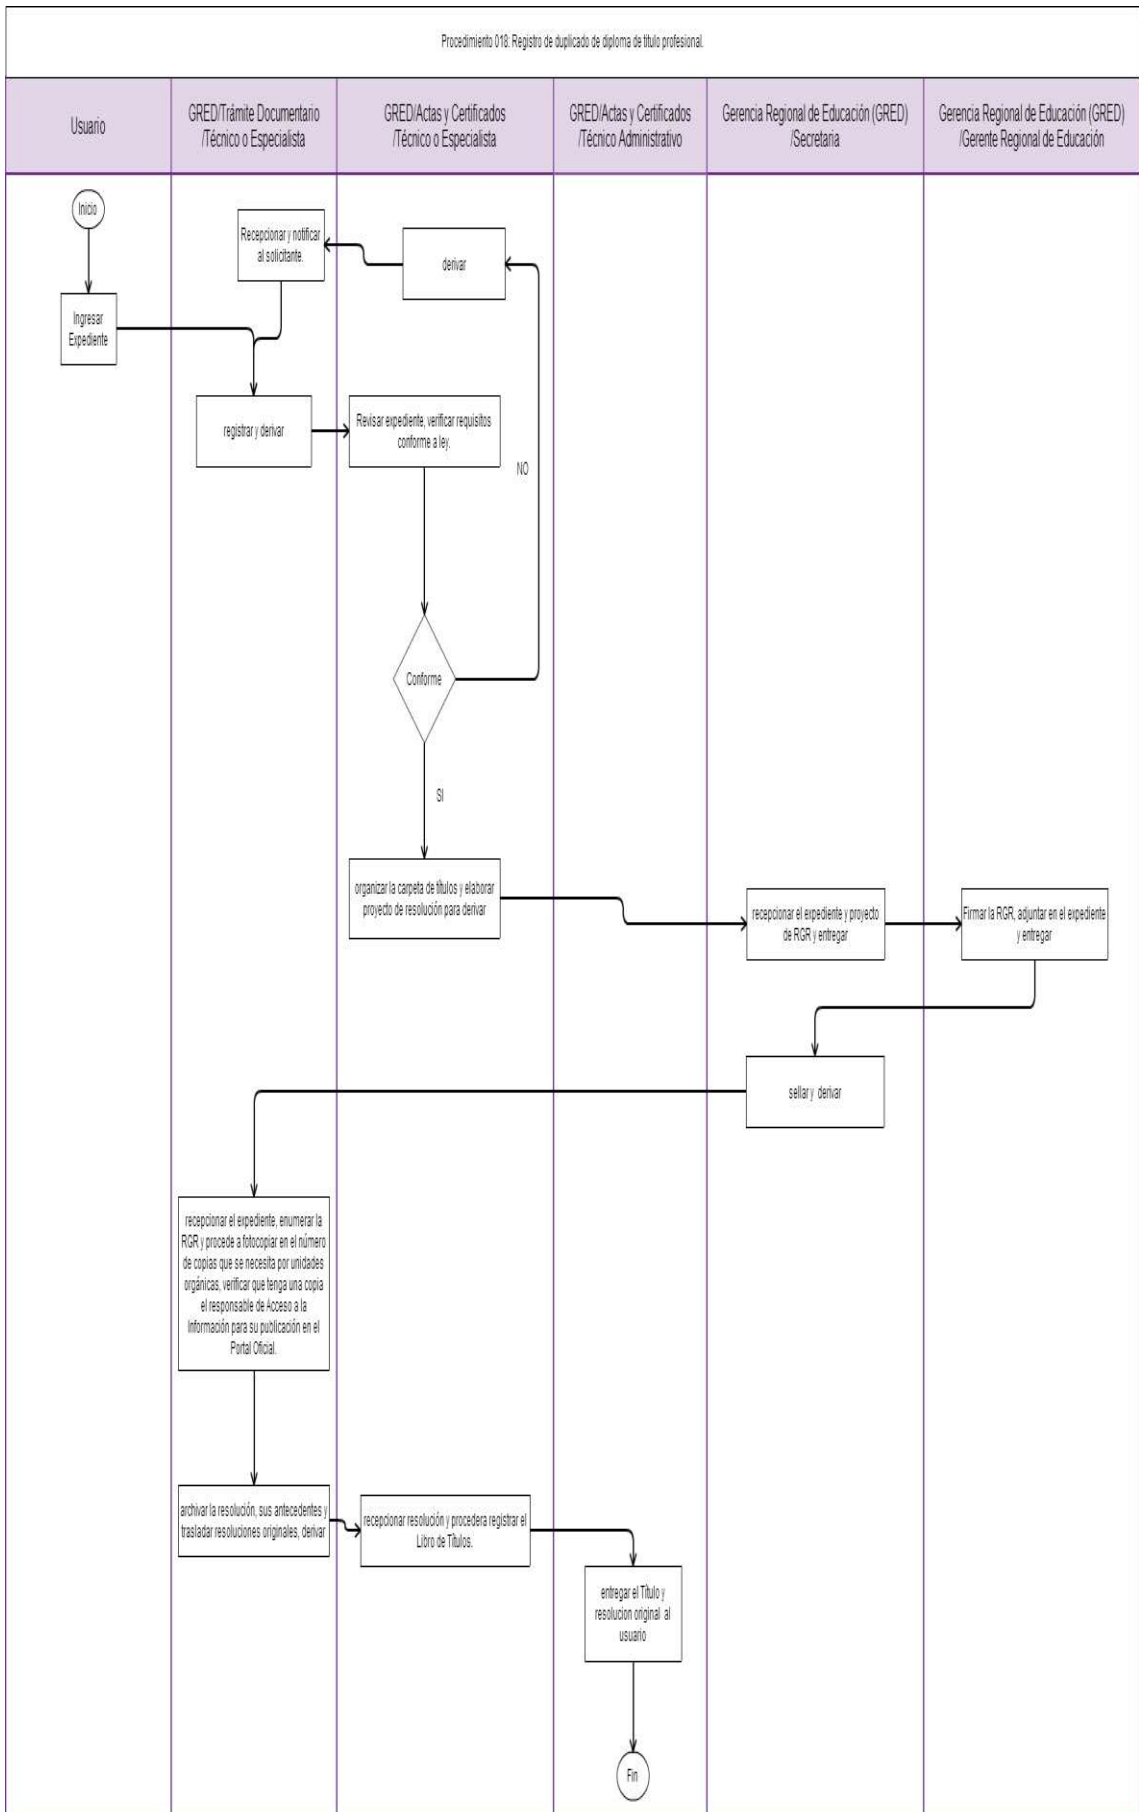 Procedimiento 018: Registro de duplicado de diploma de título profesional.
Usuario
GRED/Trámite Documentario
/Técnico o Especialista
GRED/Actas y Certificados
/Técnico o Especialista
GRED/Actas y Certificados
/Técnico Administrativo
Gerencia Regional de Educación (GRED)
/Secretaria
Gerencia Regional de Educación (GRED)
/Gerente Regional de Educación
Inicio
Ingresar
Expediente
Recepcionar y notificar
al solicitante.
derivar
registrar y derivar
Revisar expediente, verificar requisitos
conforme a ley.
NO
Conforme
SI
organizar la carpeta de títulos y elaborar
proyecto de resolución para derivar
recepcionar el expediente y proyecto
de RGR y entregar
Firmar la RGR, adjuntar en el expediente
y entregar
sellar y derivar
recepcionar el expediente, enumerar la
RGR y procede a fotocopiar en el número
de copias que se necesita por unidades
orgánicas, verificar que tenga una copia
el responsable de Acceso a la
Información para su publicación en el
Portal Oficial.
archivar la resolución, sus antecedentes y
trasladar resoluciones originales, derivar
recepcionar resolución y procedera registrar el
Libro de Títulos.
entregar el Título y
resolucion original al
usuario
Fin